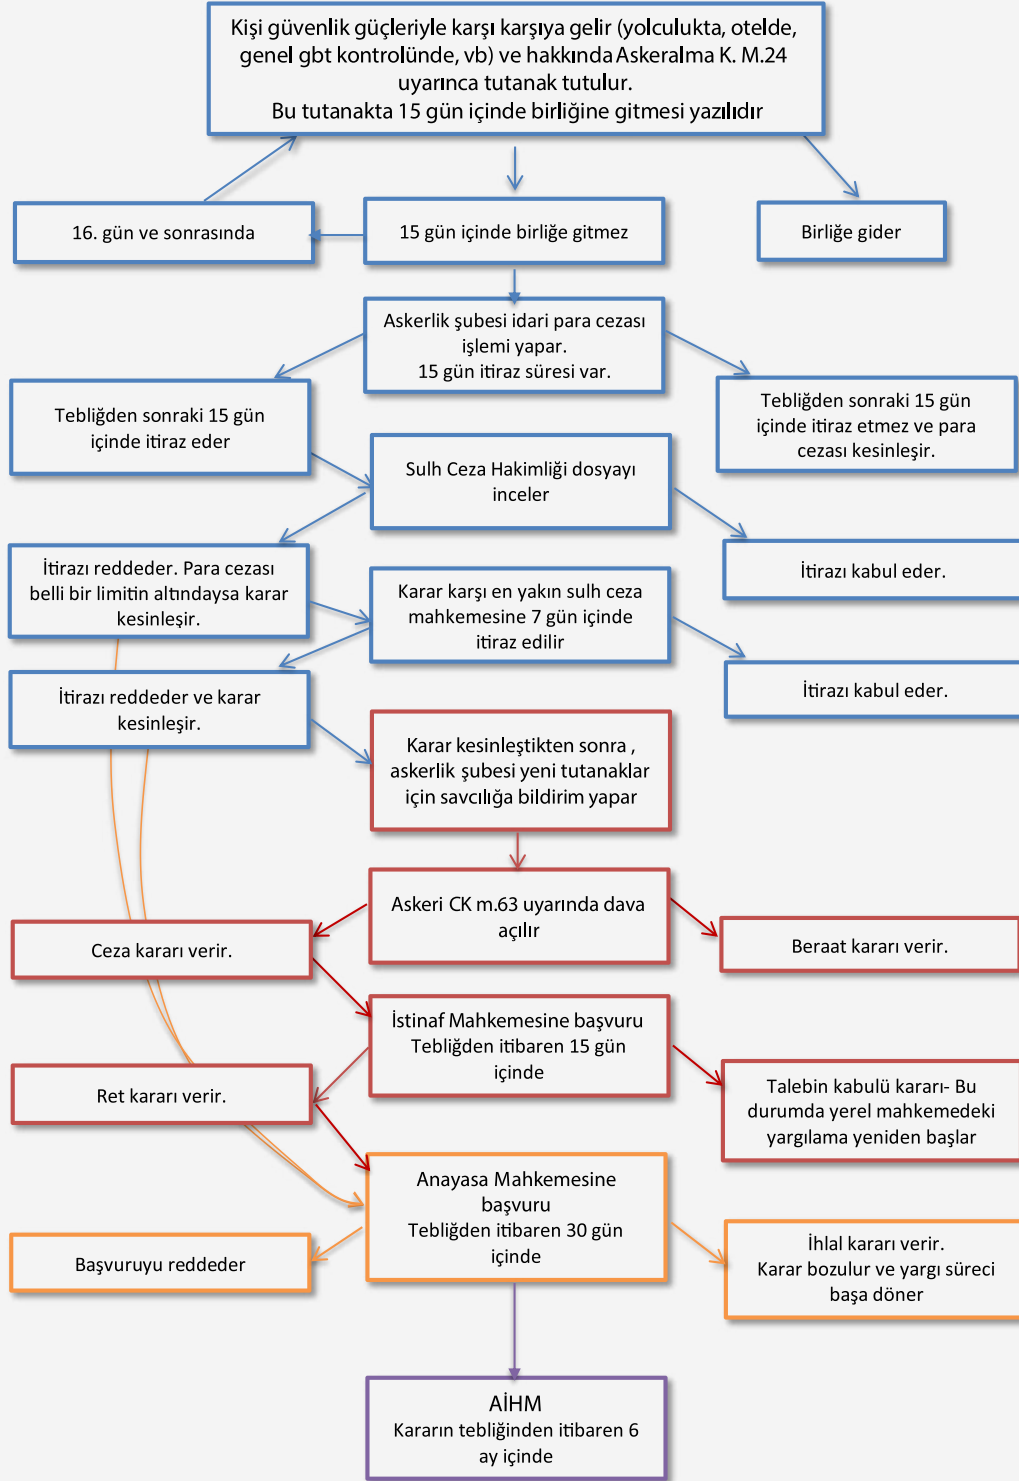 Kişi güvenlik güçleriyle karşı karşıya gelir (yolculukta, otelde,
genel gbt kontrolünde, vb) ve hakkında Askeralma K. M.24
uyarınca tutanak tutulur.
Bu tutanakta 15 gün içinde birliğine gitmesi yazılıdır
16. gün ve sonrasında
15 gün içinde birliğe gitmez
Birliğe gider
Askerlik şubesi idari para cezası
işlemi yapar.
15 gün itiraz süresi var.
Tebliğden sonraki 15 gün
içinde itiraz eder
Tebliğden sonraki 15 gün
içinde itiraz etmez ve para
cezası kesinleşir.
Sulh Ceza Hakimliği dosyayı
inceler
İtirazı reddeder. Para cezası
belli bir limitin altındaysa karar
kesinleşir.
İtirazı kabul eder.
Karar karşı en yakın sulh ceza
mahkemesine 7 gün içinde
itiraz edilir
İtirazı reddeder ve karar
kesinleşir.
İtirazı kabul eder.
Karar kesinleştikten sonra ,
askerlik şubesi yeni tutanaklar
için savcılığa bildirim yapar
Askeri CK m.63 uyarında dava
açılır
Ceza kararı verir.
Beraat kararı verir.
İstinaf Mahkemesine başvuru
Tebliğden itibaren 15 gün
içinde
Ret kararı verir.
Talebin kabulü kararı- Bu
durumda yerel mahkemedeki
yargılama yeniden başlar
Anayasa Mahkemesine
başvuru
Tebliğden itibaren 30 gün
içinde
Başvuruyu reddeder
İhlal kararı verir.
Karar bozulur ve yargı süreci
başa döner
AİHM
Kararın tebliğinden itibaren 6
ay içinde